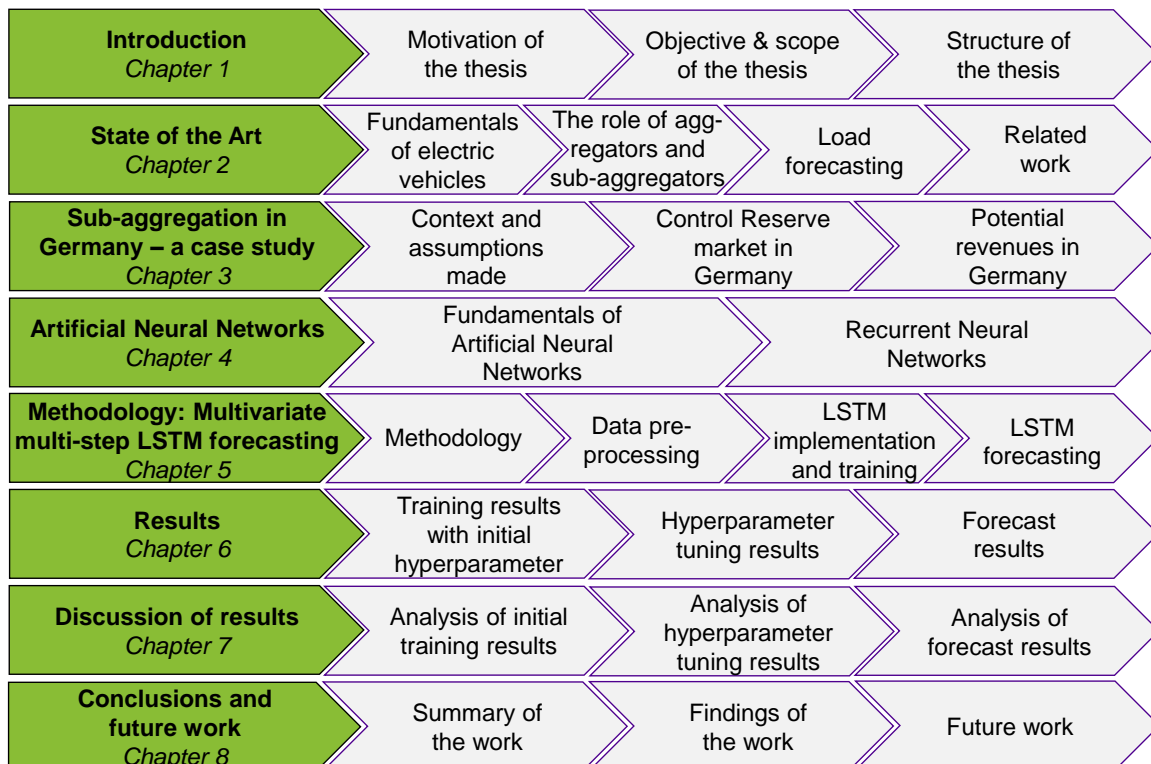 Introduction
Chapter 1
Motivation of
the thesis
Objective & scope
of the thesis
Structure of
the thesis
State of the Art
Chapter 2
Fundamentals
of electric
vehicles
The role of agg-
regators and
sub-aggregators
Load
forecasting
Related
work
Sub-aggregation in
Germany – a case study
Chapter 3
Context and
assumptions
made
Control Reserve
market in
Germany
Potential
revenues in
Germany
Artificial Neural Networks
Chapter 4
Fundamentals of
Artificial Neural
Networks
Recurrent Neural
Networks
Methodology: Multivariate
multi-step LSTM forecasting
Chapter 5
Methodology
Data pre-
processing
LSTM
implementation
and training
LSTM
forecasting
Results
Chapter 6
Training results
with initial
hyperparameter
Hyperparameter
tuning results
Forecast
results
Discussion of results
Chapter 7
Analysis of initial
training results
Analysis of
hyperparameter
tuning results
Analysis of
forecast results
Conclusions and
future work
Chapter 8
Summary of
the work
Findings of
the work
Future work